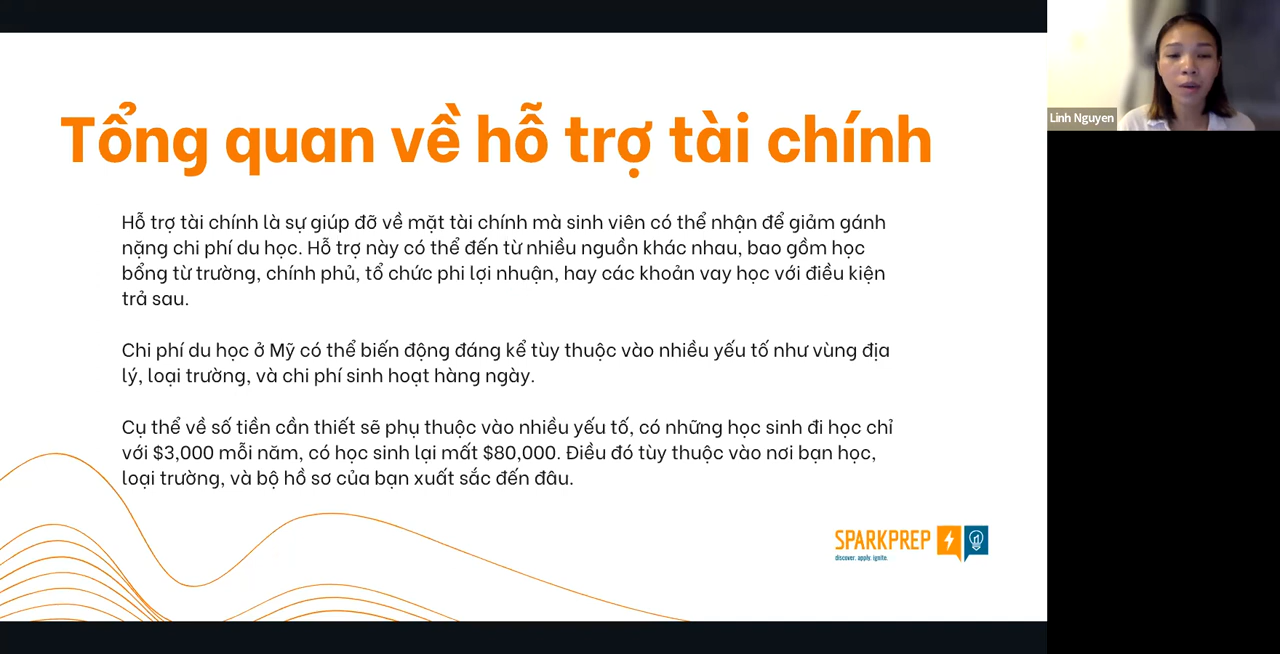 Tổng quan về hỗ trợ tài chính
Hỗ trợ tài chính là sự giúp đỡ về mặt tài chính mà sinh viên có thể nhận để giảm gánh
nặng chi phí du học. Hỗ trợ này có thể đến từ nhiều nguồn khác nhau, bao gồm học
bổng từ trường, chính phủ, tổ chức phi lợi nhuận, hay các khoản vay học với điều kiện
trả sau.
Chi phí du học ở Mỹ có thể biến động đáng kể tùy thuộc vào nhiều yếu tố như vùng địa
lý, loại trường, và chi phí sinh hoạt hàng ngày.
Cụ thể về số tiền cần thiết sẽ phụ thuộc vào nhiều yếu tố, có những học sinh đi học chỉ
với $3,000 mỗi năm, có học sinh lại mất $80,000. Điều đó tùy thuộc vào nơi bạn học,
loại trường, và bộ hồ sơ của bạn xuất sắc đến đâu.
SPARKPREP
discover. apply. ignite.
Linh Nguyen